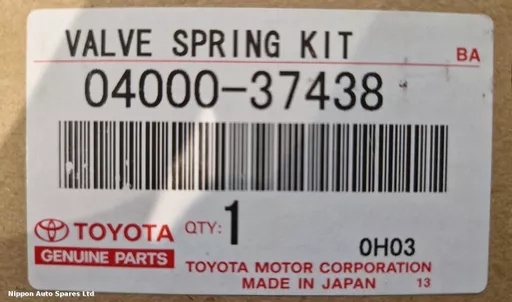 VALVE SPRING KIT
BA
04000-37438
TOYOTA
GENUINE PARTS
QTY: 1
0H03
TOYOTA MOTOR CORPORATION
MADE IN JAPAN 13
Nippon Auto Spares Ltd